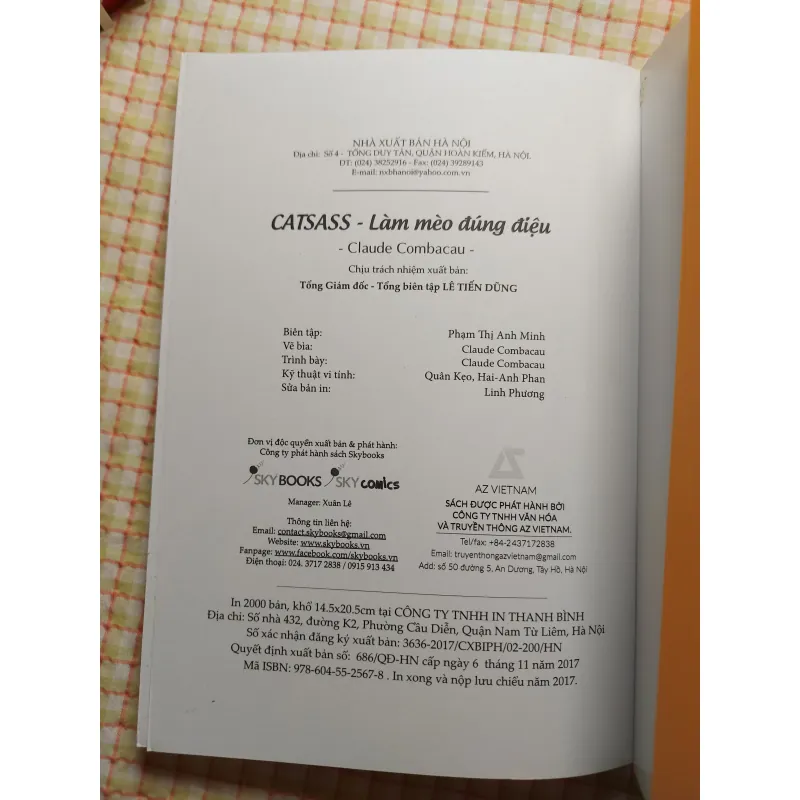 NHÀ XUẤT BẢN HÀ NỘI
Địa chỉ: Số 4 - TỐNG DUY TÂN, QUẬN HOÀN KIẾM, HÀ NỘI.
ĐT: (024) 38252916 - Fax: (024) 39289143
E-mail: nxbhanoi@yahoo.com.vn
CATSASS - Làm mèo đúng điệu
- Claude Combacau -
Chịu trách nhiệm xuất bản:
Tổng Giám đốc - Tổng biên tập LÊ TIẾN DŨNG
Biên tập: Phạm Thị Anh Minh
Vẽ bìa: Claude Combacau
Trình bày: Claude Combacau
Kỹ thuật vi tính: Quân Kẹo, Hai-Anh Phan
Sửa bản in: Linh Phương
Đơn vị độc quyền xuất bản & phát hành:
Công ty phát hành sách Skybooks
SKYBOOKS SKY COMICS
Manager: Xuân Lê
Thông tin liên hệ:
Email: contact.skybooks@gmail.com
Website: www.skybooks.vn
Fanpage: www.facebook.com/skybooks.vn
Điện thoại: 024. 3717 2838 / 0915 913 434
AZ VIETNAM
SÁCH ĐƯỢC PHÁT HÀNH BỞI
CÔNG TY TNHH VĂN HÓA
VÀ TRUYỀN THÔNG AZ VIETNAM.
Tel/fax: +84-2437172838
Email: truyenthongazvietnam@gmail.com
Add: số 50 đường 5, An Dương, Tây Hồ, Hà Nội
In 2000 bản, khổ 14.5x20.5cm tại CÔNG TY TNHH IN THANH BÌNH
Địa chỉ: Số nhà 432, đường K2, Phường Cầu Diễn, Quận Nam Từ Liêm, Hà Nội
Số xác nhận đăng ký xuất bản: 3636-2017/CXBIPH/02-200/HN
Quyết định xuất bản số: 686/QĐ-HN cấp ngày 6 tháng 11 năm 2017
Mã ISBN: 978-604-55-2567-8 . In xong và nộp lưu chiểu năm 2017.